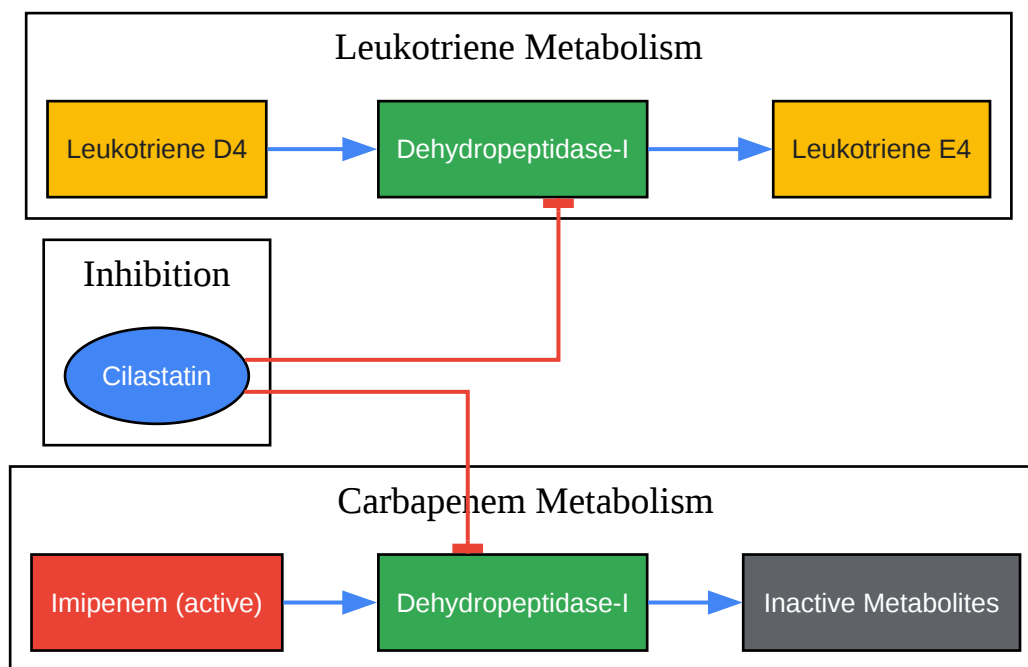 Leukotriene Metabolism
Leukotriene D4
Dehydropeptidase-I
Leukotriene E4
Inhibition
Cilastatin
Carbapenem Metabolism
Imipenem (active)
Dehydropeptidase-I
Inactive Metabolites